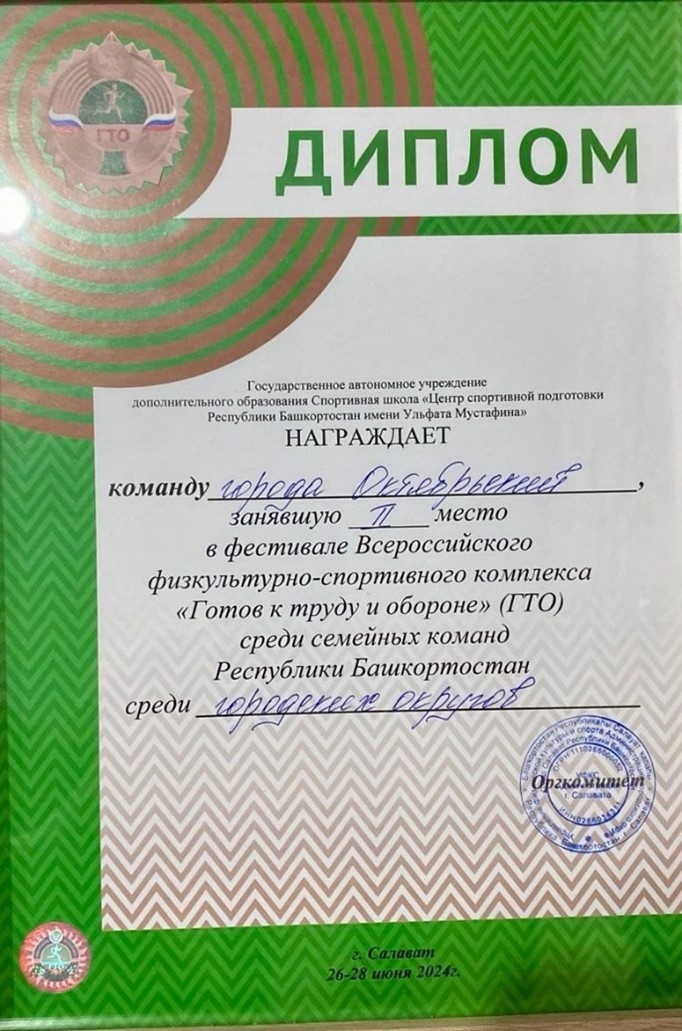 ГТО
ДИПЛОМ
Государственное автономное учреждение
дополнительного образования Спортивная школа «Центр спортивной подготовки
Республики Башкортостан имени Ульфата Мустафина»
НАГРАЖДАЕТ
команду города Октябрьский,
занявшую II место
в фестивале Всероссийского
физкультурно-спортивного комплекса
«Готов к труду и обороне» (ГТО)
среди семейных команд
Республики Башкортостан
среди городских округов
Оргкомитет
г. Салавата
г. Салават
26-28 июня 2024г.